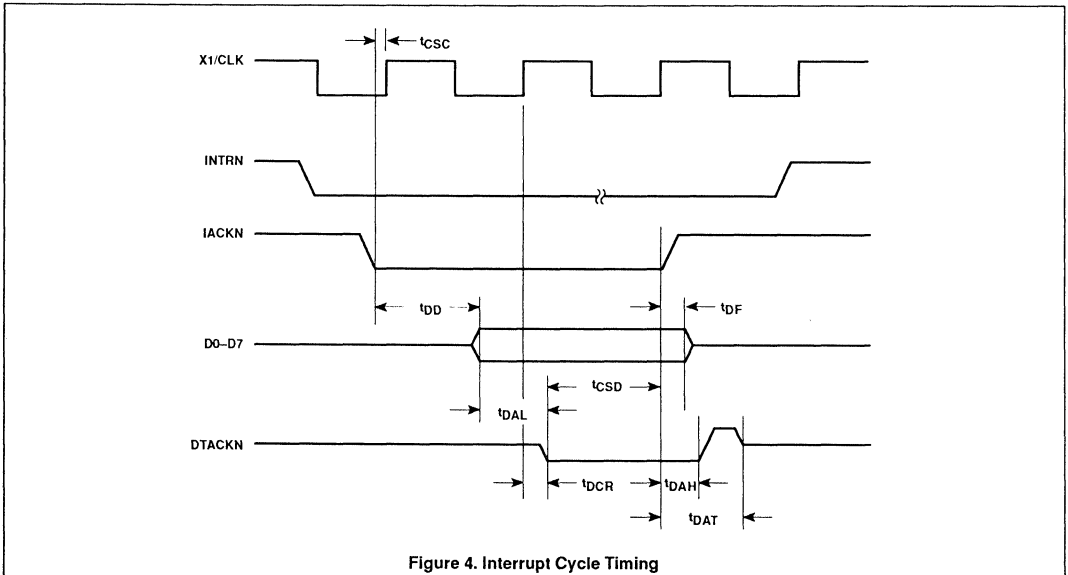 tCSC
X1/CLK
INTRN
IACKN
tDD
tDF
D0–D7
tCSD
tDAL
DTACKN
tDCR
tDAH
tDAT
Figure 4. Interrupt Cycle Timing